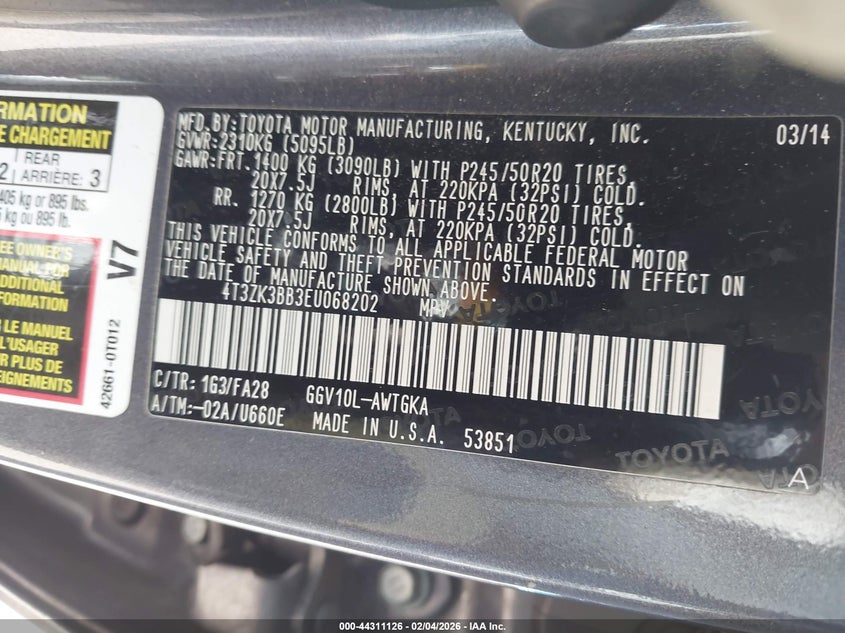 RMATION
E CHARGEMENT
2 REAR ARRIÈRE: 3
405 kg or 895 lbs.
kg ou 895 lb.
EE OWNER'S
MANUAL FOR
ADDITIONAL
FORMATION
LE MANUEL
L'USAGER
UR PLUS DE
SEIGNEMENTS
V7
42661-0T012
MFD.BY:TOYOTA MOTOR MANUFACTURING, KENTUCKY, INC. 03/14
GVWR:2310KG (5095LB)
GAWR:FRT.1400 KG (3090LB) WITH P245/50R20 TIRES,
20X7.5J RIMS, AT 220KPA (32PSI) COLD.
RR. 1270 KG (2800LB) WITH P245/50R20 TIRES,
20X7.5J RIMS, AT 220KPA (32PSI) COLD.
THIS VEHICLE CONFORMS TO ALL APPLICABLE FEDERAL MOTOR
VEHICLE SAFETY AND THEFT PREVENTION STANDARDS IN EFFECT ON
THE DATE OF MANUFACTURE SHOWN ABOVE.
4T3ZK3BB3EU068202 MPV
C/TR: 1G3/FA28 GGV10L-AWTGKA
A/TM:-02A/U660E MADE IN U.S.A. 53851
TOYOTA
A
000-44311126 - 02/04/2026 - IAA Inc.